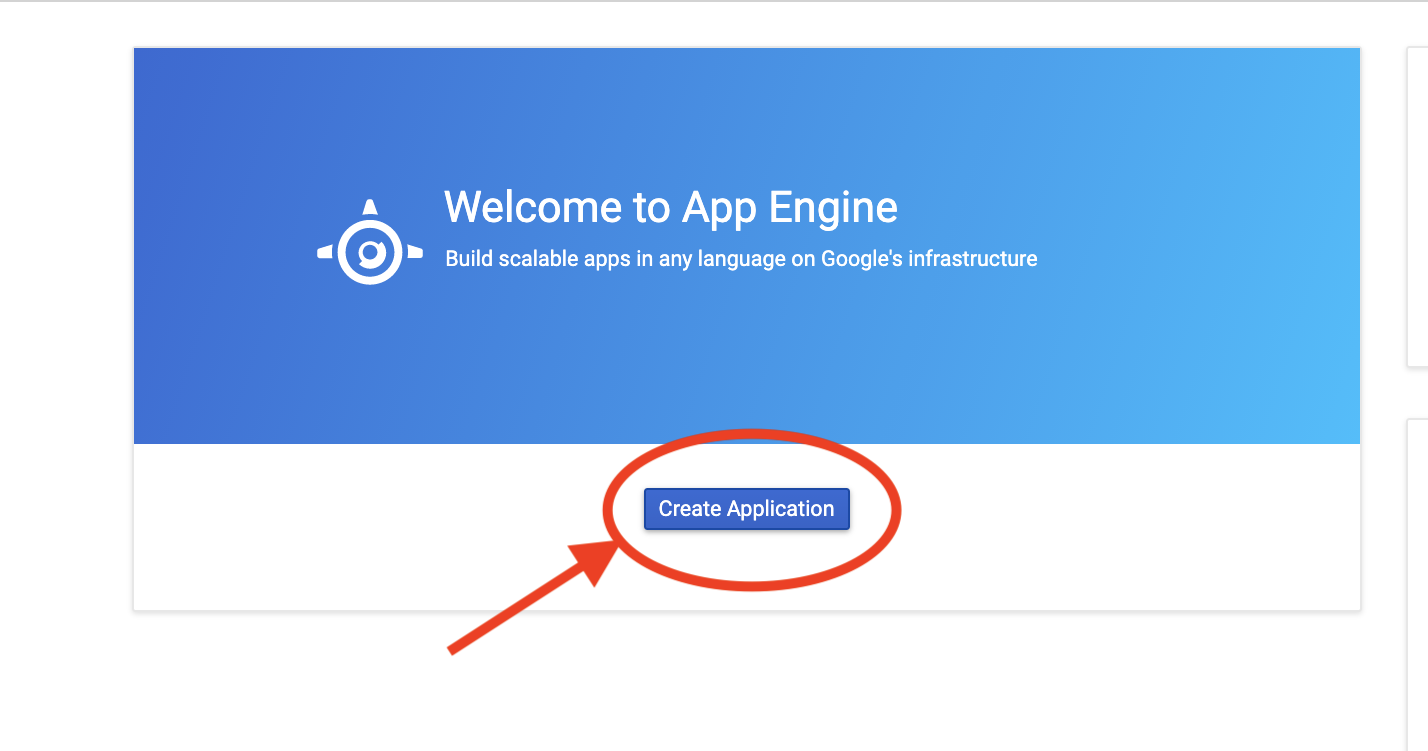 Welcome to App Engine
Build scalable apps in any language on Google's infrastructure
Create Application